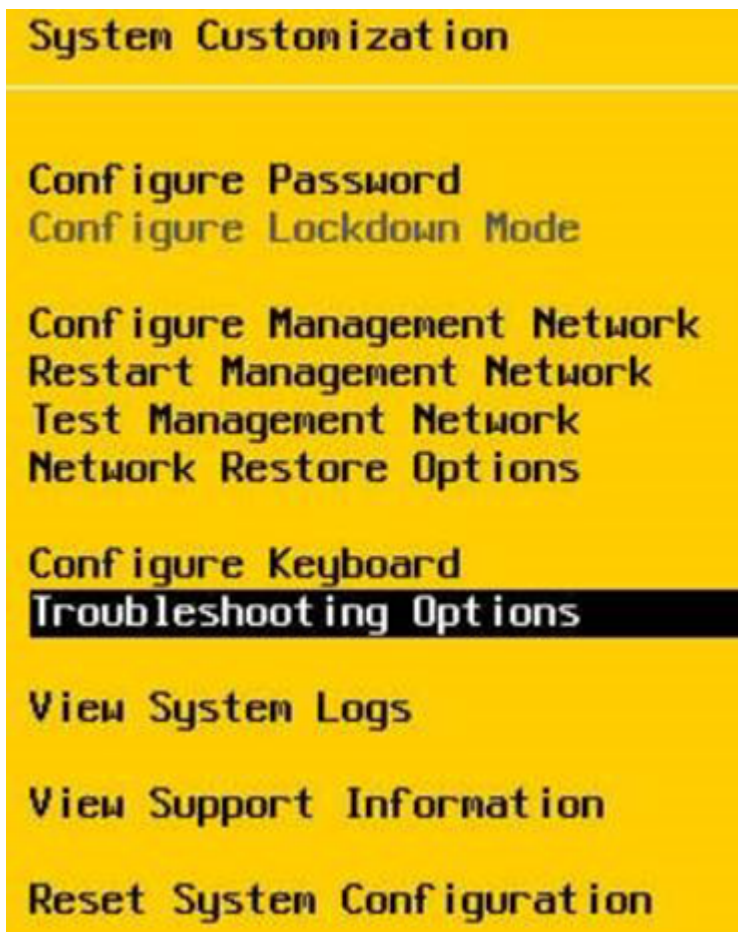 System Customization
Configure Password
Configure Lockdown Mode
Configure Management Network
Restart Management Network
Test Management Network
Network Restore Options
Configure Keyboard
Troubleshooting Options
View System Logs
View Support Information
Reset System Configuration